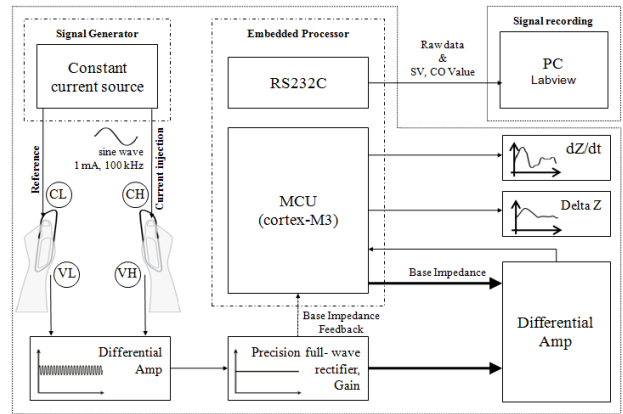 Signal Generator
Constant
current source
sine wave
1 mA, 100 kHz
Reference
Current injection
CL
CH
VL
VH
Differential
Amp
Embedded Processor
RS232C
MCU
(cortex-M3)
Base Impedance
Feedback
Precision full- wave
rectifier,
Gain
Raw data
&
SV, CO Value
Signal recording
PC
Labview
dZ/dt
Delta Z
Base Impedance
Differential
Amp